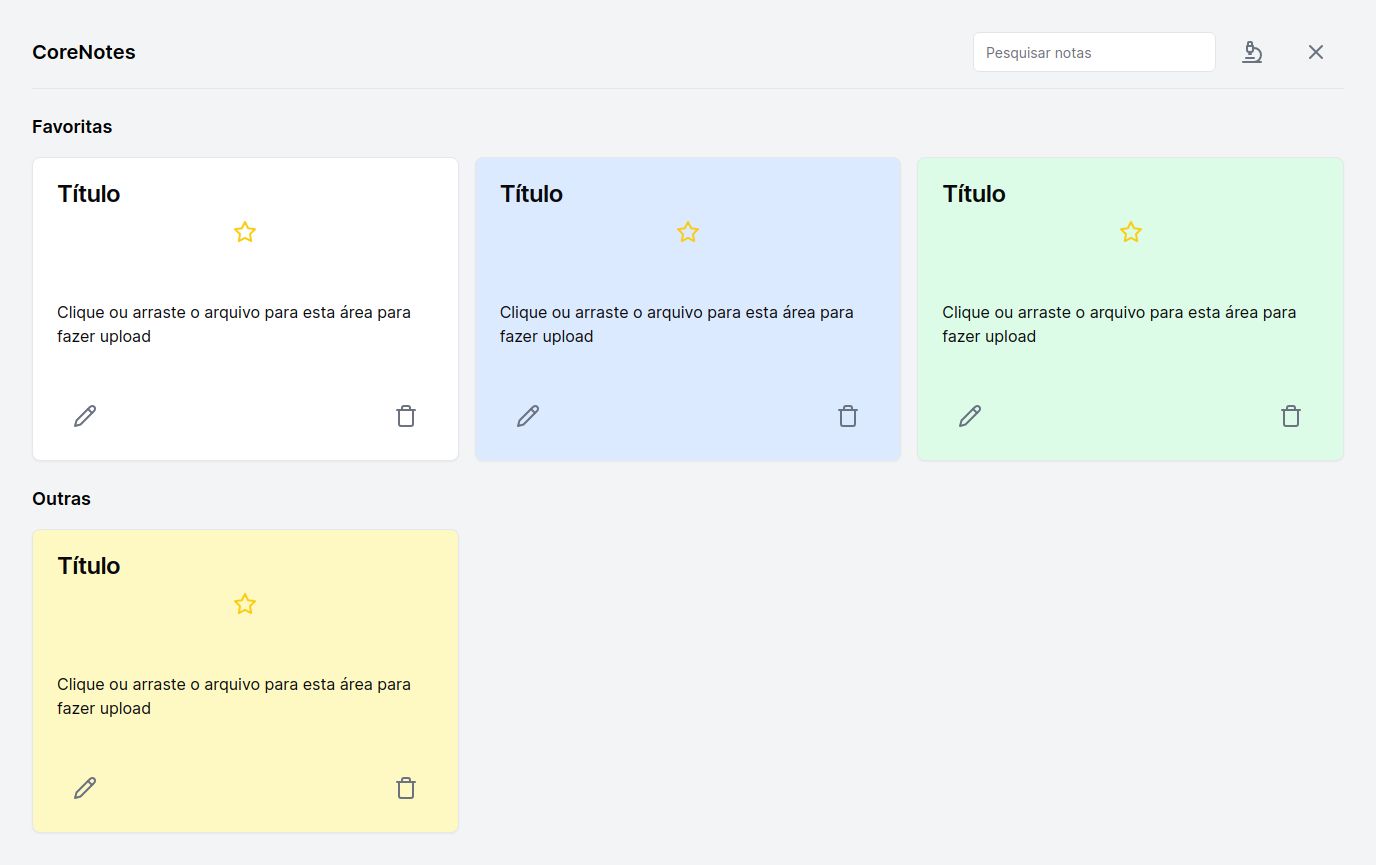 CoreNotes
Pesquisar notas
Favoritas
Título
Clique ou arraste o arquivo para esta área para
fazer upload
Título
Clique ou arraste o arquivo para esta área para
fazer upload
Título
Clique ou arraste o arquivo para esta área para
fazer upload
Outras
Título
Clique ou arraste o arquivo para esta área para
fazer upload